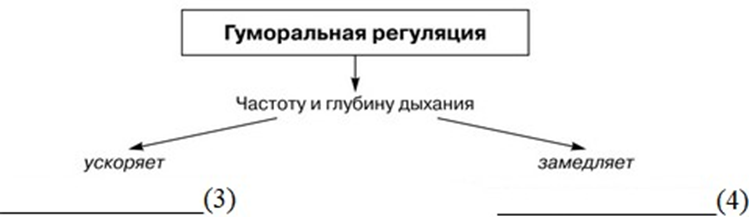 Гуморальная регуляция
Частоту и глубину дыхания
ускоряет замедляет
(3) (4)